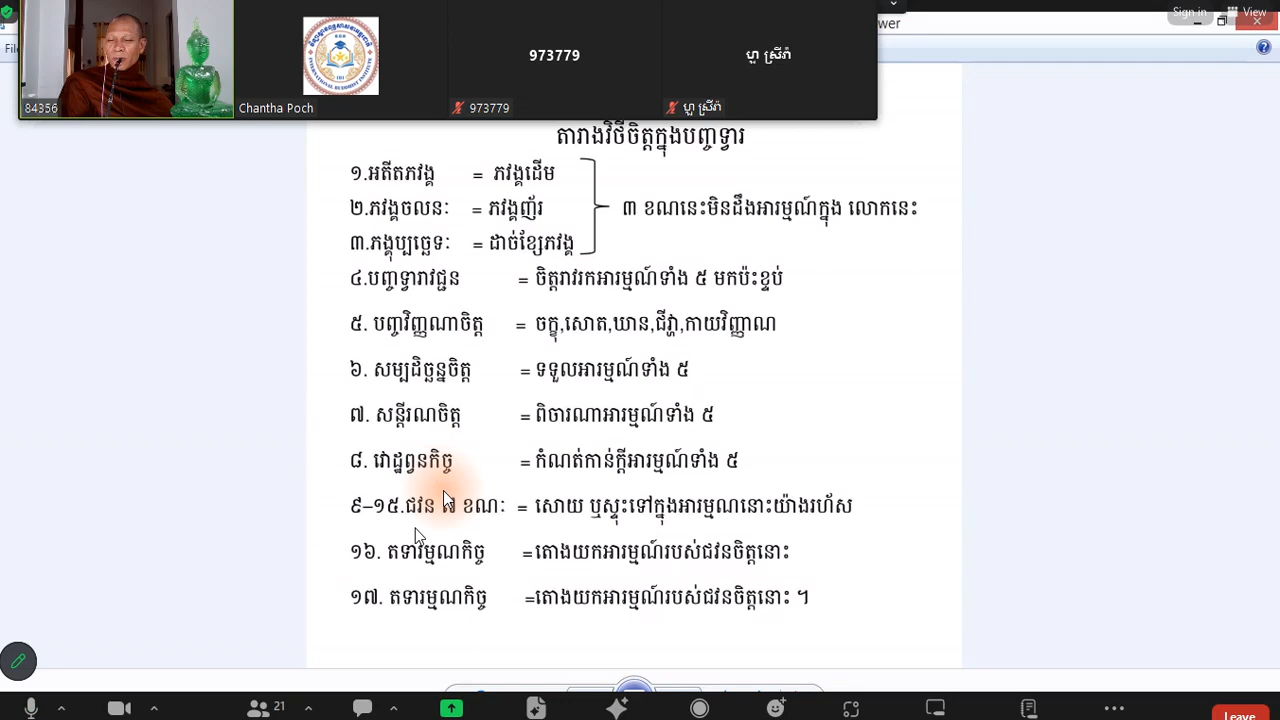 Sign in
View
wer
84356
Chantha Poch
973779
973779
ហួ ស្រីរ៉ា
ហួ ស្រីរ៉ា
INTERNATIONAL BUDDHIST INSTITUTE
តារាងវិថីចិត្តក្នុងបញ្ចទ្វារ
១.អតីតភវង្គ = ភវង្គដើម
២.ភវង្គចលនៈ = ភវង្គញ័រ
៣ ខណនេះមិនដឹងអារម្មណ៍ក្នុង លោកនេះ
៣.ភង្គុប្បច្ឆេទៈ = ដាច់ខ្សែភវង្គ
៤.បញ្ចទ្វារាវជ្ជន = ចិត្តរាវរកអារម្មណ៍ទាំង ៥ មកប៉ះខ្ទប់
៥. បញ្ចវិញ្ញណាចិត្ត = ចក្ខុ,សោត,ឃាន,ជីវ្ហា,កាយវិញ្ញាណ
៦. សម្បដិច្ឆន្នចិត្ត = ទទួលអារម្មណ៍ទាំង ៥
៧. សន្តីរណចិត្ត = ពិចារណាអារម្មណ៍ទាំង ៥
៨. វោដ្ឋព្វនកិច្ច = កំណត់កាន់ក្តីអារម្មណ៍ទាំង ៥
៩–១៥.ជវន ៧ ខណៈ = សោយ ឬស្ទុះទៅក្នុងអារម្មណនោះយ៉ាងរហ័ស
១៦. តទារម្មណកិច្ច =តោងយកអារម្មណ៍របស់ជវនចិត្តនោះ
១៧. តទារម្មណកិច្ច =តោងយកអារម្មណ៍របស់ជវនចិត្តនោះ ។
21
Leave